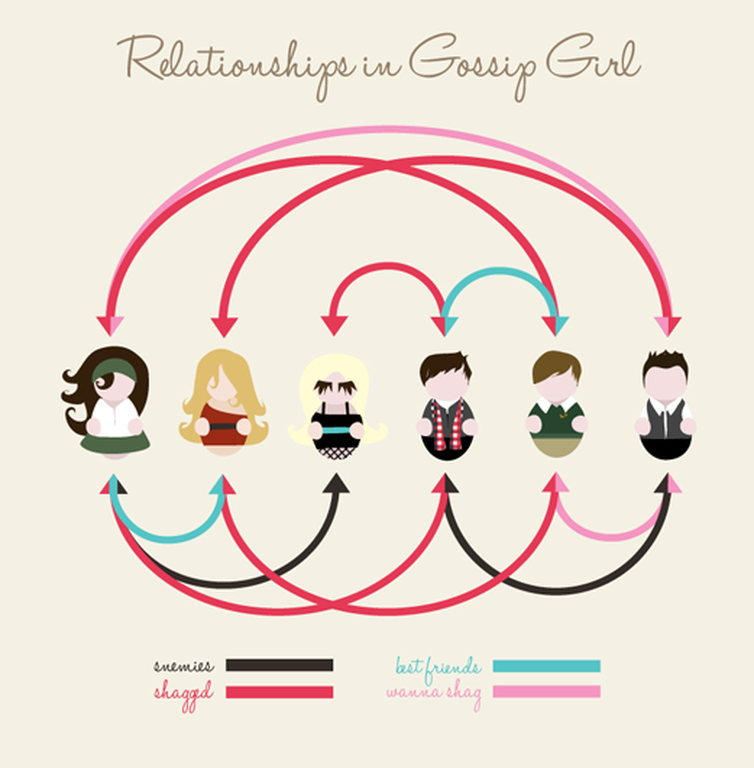 Relationships in Gossip Girl
enemies
best friends
shagged
wanna shag